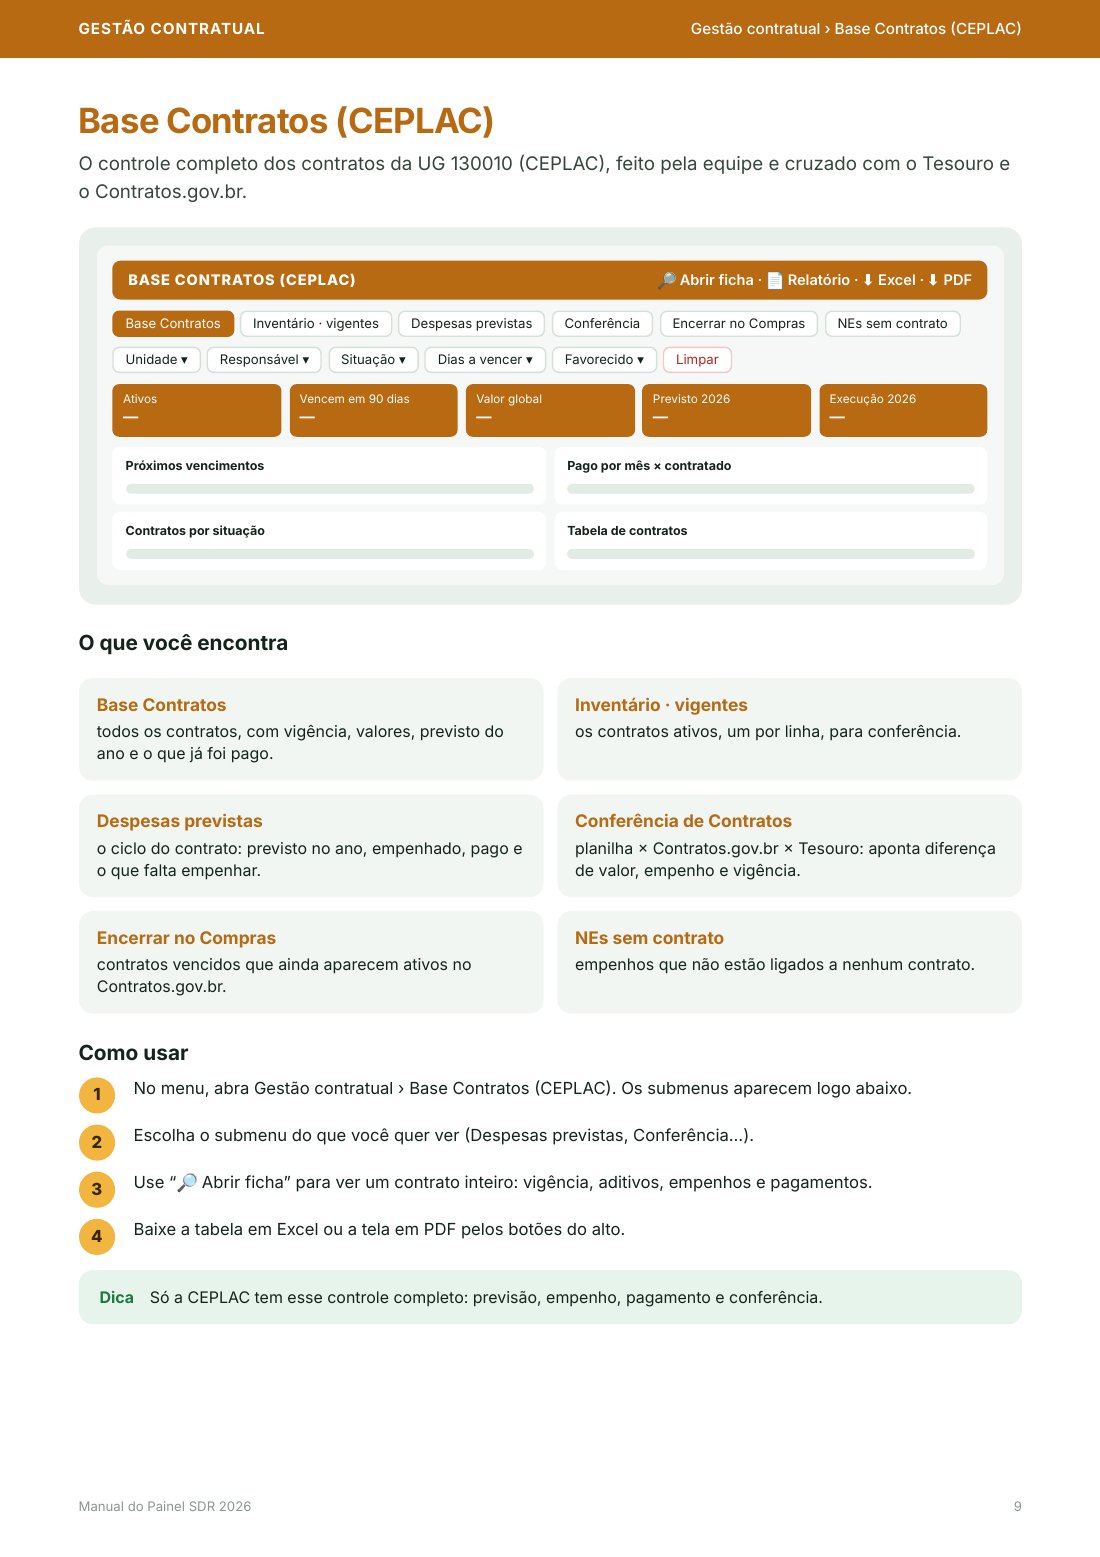 GESTÃO CONTRATUAL
Gestão contratual › Base Contratos (CEPLAC)
Base Contratos (CEPLAC)
O controle completo dos contratos da UG 130010 (CEPLAC), feito pela equipe e cruzado com o Tesouro e
o Contratos.gov.br.
BASE CONTRATOS (CEPLAC)
🔎 Abrir ficha · 📄 Relatório · ⬇ Excel · ⬇ PDF
Base Contratos
Inventário · vigentes
Despesas previstas
Conferência
Encerrar no Compras
NEs sem contrato
Unidade ▾
Responsável ▾
Situação ▾
Dias a vencer ▾
Favorecido ▾
Limpar
Ativos
—
Vencem em 90 dias
—
Valor global
—
Previsto 2026
—
Execução 2026
—
Próximos vencimentos
Pago por mês × contratado
Contratos por situação
Tabela de contratos
O que você encontra
Base Contratos
todos os contratos, com vigência, valores, previsto do
ano e o que já foi pago.
Inventário · vigentes
os contratos ativos, um por linha, para conferência.
Despesas previstas
o ciclo do contrato: previsto no ano, empenhado, pago e
o que falta empenhar.
Conferência de Contratos
planilha × Contratos.gov.br × Tesouro: aponta diferença
de valor, empenho e vigência.
Encerrar no Compras
contratos vencidos que ainda aparecem ativos no
Contratos.gov.br.
NEs sem contrato
empenhos que não estão ligados a nenhum contrato.
Como usar
1 No menu, abra Gestão contratual › Base Contratos (CEPLAC). Os submenus aparecem logo abaixo.
2 Escolha o submenu do que você quer ver (Despesas previstas, Conferência…).
3 Use “🔎 Abrir ficha” para ver um contrato inteiro: vigência, aditivos, empenhos e pagamentos.
4 Baixe a tabela em Excel ou a tela em PDF pelos botões do alto.
Dica Só a CEPLAC tem esse controle completo: previsão, empenho, pagamento e conferência.
Manual do Painel SDR 2026
9